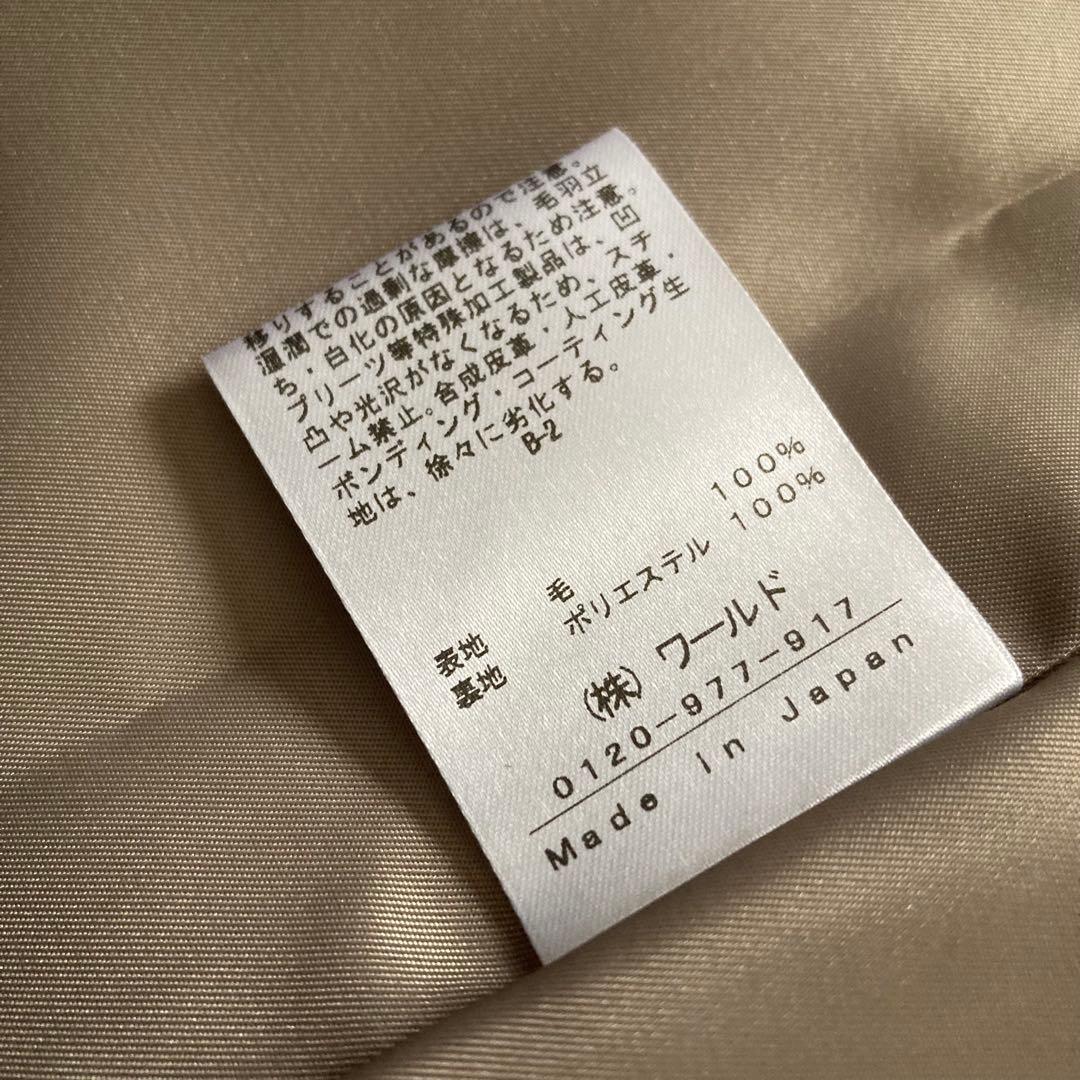 移りすることがあるので注意。
湿潤での過剰な摩擦は、毛羽立
ち・白化の原因となるため注意。
プリーツ等特殊加工製品は、凹
凸や光沢がなくなるため、スチ
ーム禁止。合成皮革・人工皮革・
ボンディング・コーティング生
地は、徐々に劣化する。
B-2
表地 毛 100%
裏地 ポリエステル 100%
(株) ワールド
0120-977-917
Made in Japan